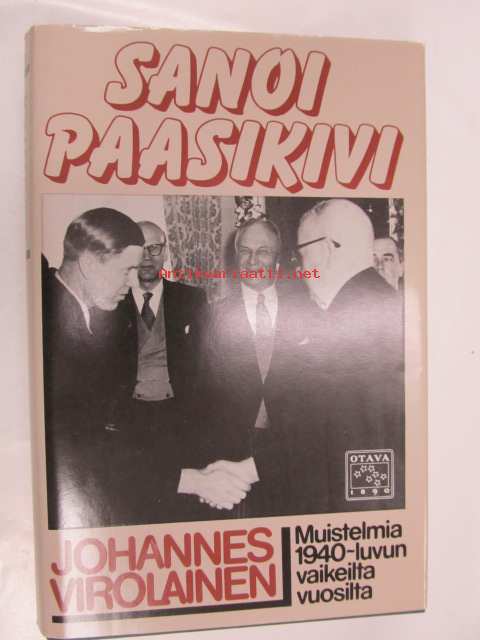 SANOI
PAASIKIVI
Antikvariaatti.net
OTAVA
1890
JOHANNES
VIROLAINEN
Muistelmia
1940-luvun
vaikeilta
vuosilta